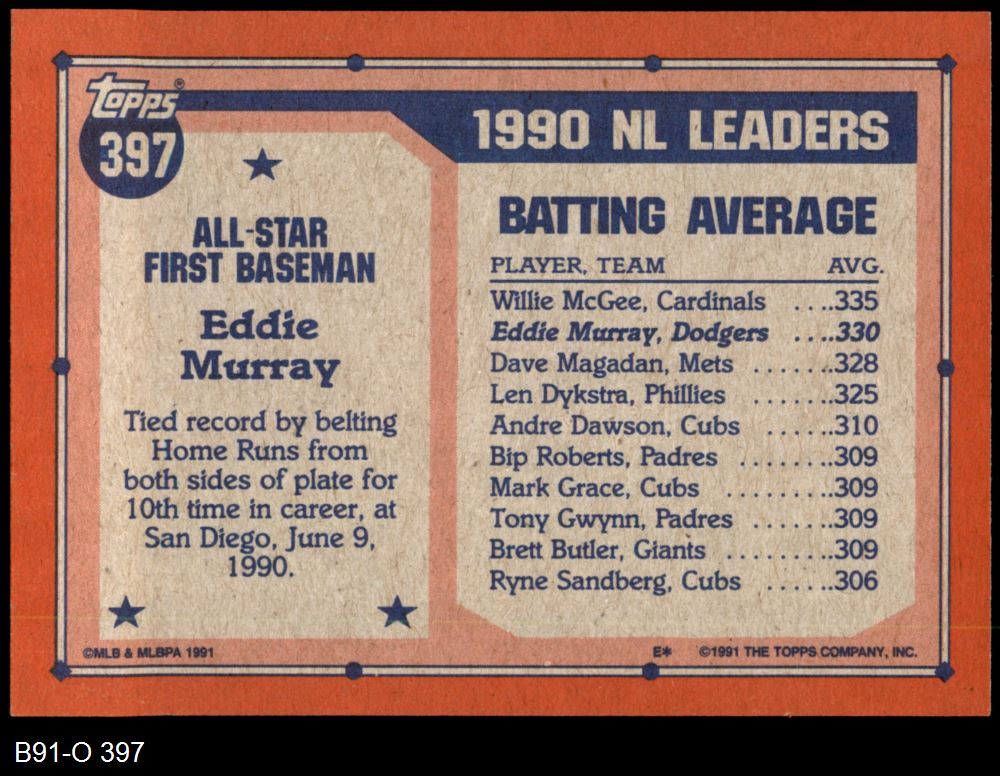 Topps®
397
ALL-STAR
FIRST BASEMAN
Eddie
Murray
Tied record by belting
Home Runs from
both sides of plate for
10th time in career, at
San Diego, June 9,
1990.
©MLB & MLBPA 1991
1990 NL LEADERS
BATTING AVERAGE
PLAYER, TEAM AVG.
Willie McGee, Cardinals ....335
Eddie Murray, Dodgers ....330
Dave Magadan, Mets .......328
Len Dykstra, Phillies .......325
Andre Dawson, Cubs ......310
Bip Roberts, Padres ........309
Mark Grace, Cubs .........309
Tony Gwynn, Padres .......309
Brett Butler, Giants .........309
Ryne Sandberg, Cubs ......306
E* ©1991 THE TOPPS COMPANY, INC.
B91-O 397